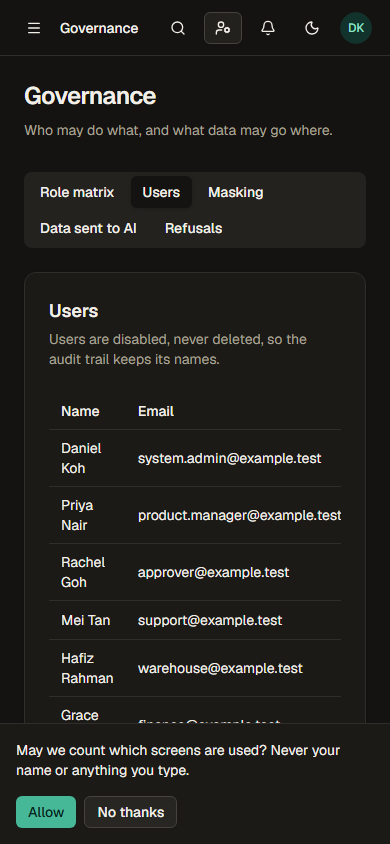 Governance
DK
Governance
Who may do what, and what data may go where.
Role matrix Users Masking
Data sent to AI Refusals
Users
Users are disabled, never deleted, so the
audit trail keeps its names.
Name Email
Daniel
Koh
system.admin@example.test
Priya
Nair
product.manager@example.test
Rachel
Goh
approver@example.test
Mei Tan support@example.test
Hafiz
Rahman
warehouse@example.test
Grace
May we count which screens are used? Never your
name or anything you type.
Allow No thanks